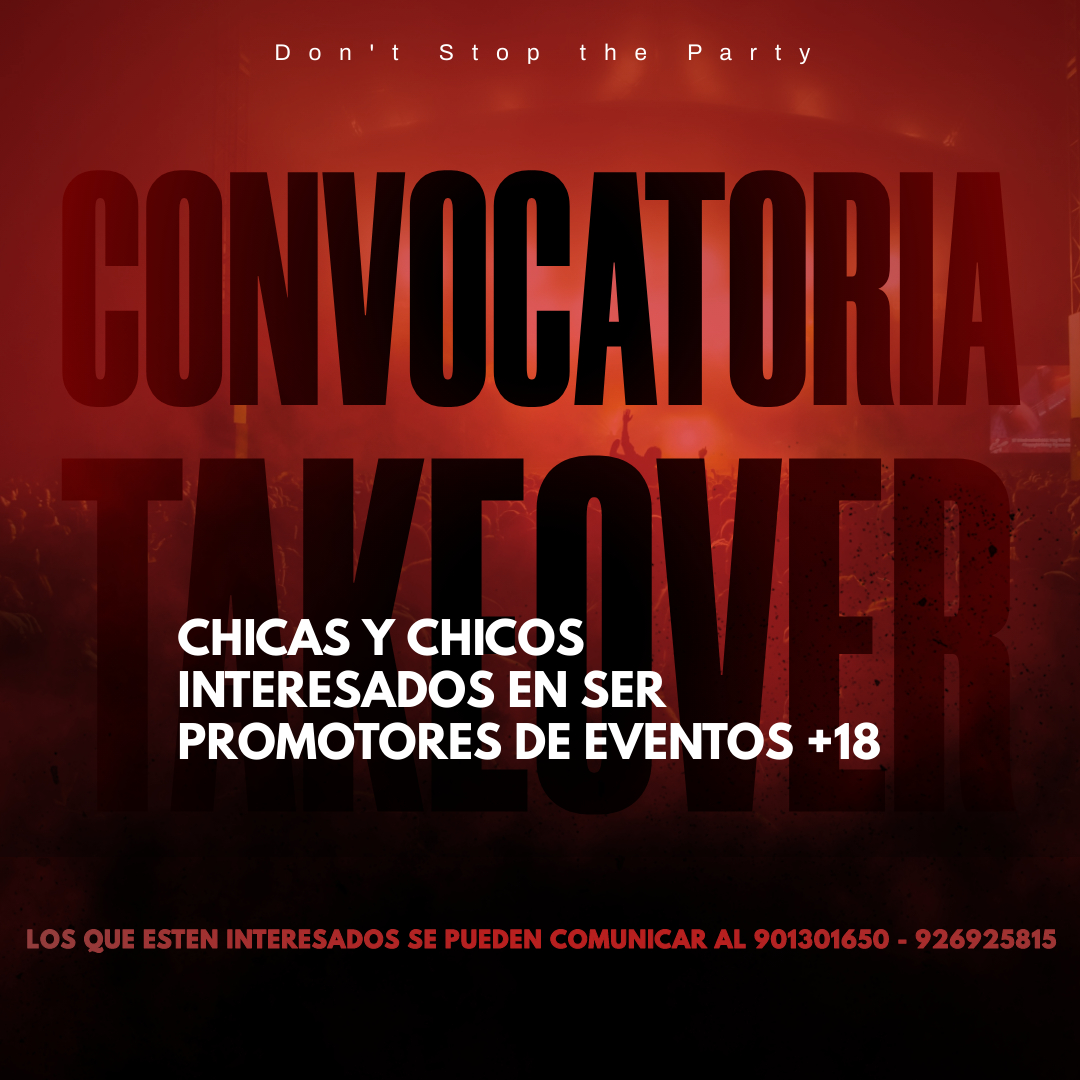 Don't Stop the Party
CONVOCATORIA
TAKEOVER
CHICAS Y CHICOS
INTERESADOS EN SER
PROMOTORES DE EVENTOS +18
LOS QUE ESTEN INTERESADOS SE PUEDEN COMUNICAR AL 901301650 - 926925815